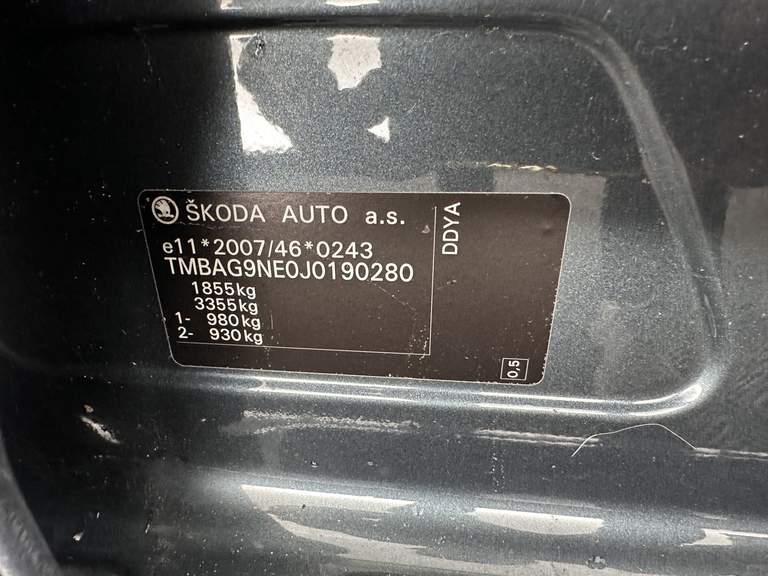 ŠKODA AUTO a.s.
e11*2007/46*0243
TMBAG9NE0J0190280
1855kg
3355kg
1- 980kg
2- 930kg
DDYA
0,5